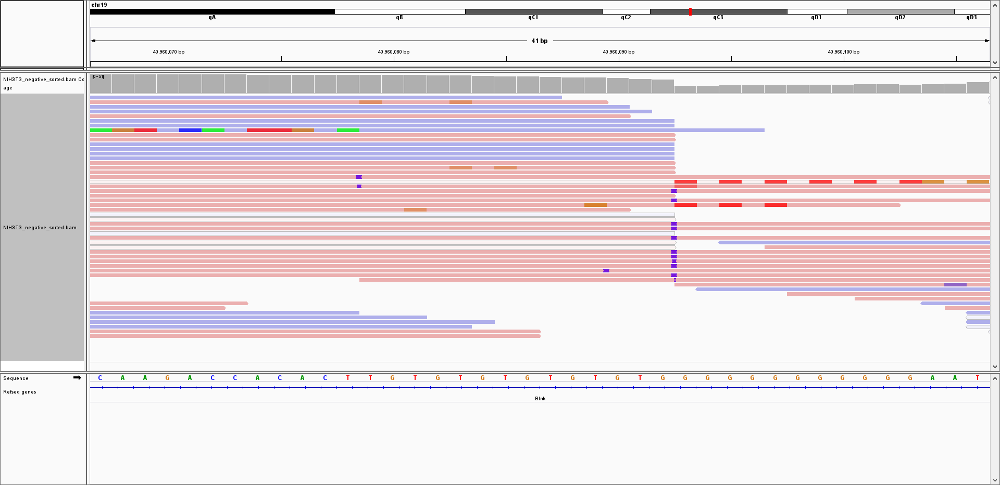 chr19
qA qB qC1 qC2 qC3 qD1 qD2 qD3
41 bp
40,960,070 bp 40,960,080 bp 40,960,090 bp 40,960,100 bp
NIH3T3_negative_sorted.bam Co
age
[0-51]
NIH3T3_negative_sorted.bam
Sequence C A A G A C C A C A C T T G T G T G T G T G T G T G G G G G G G G G G G G A A T
Refseq genes
Blnk